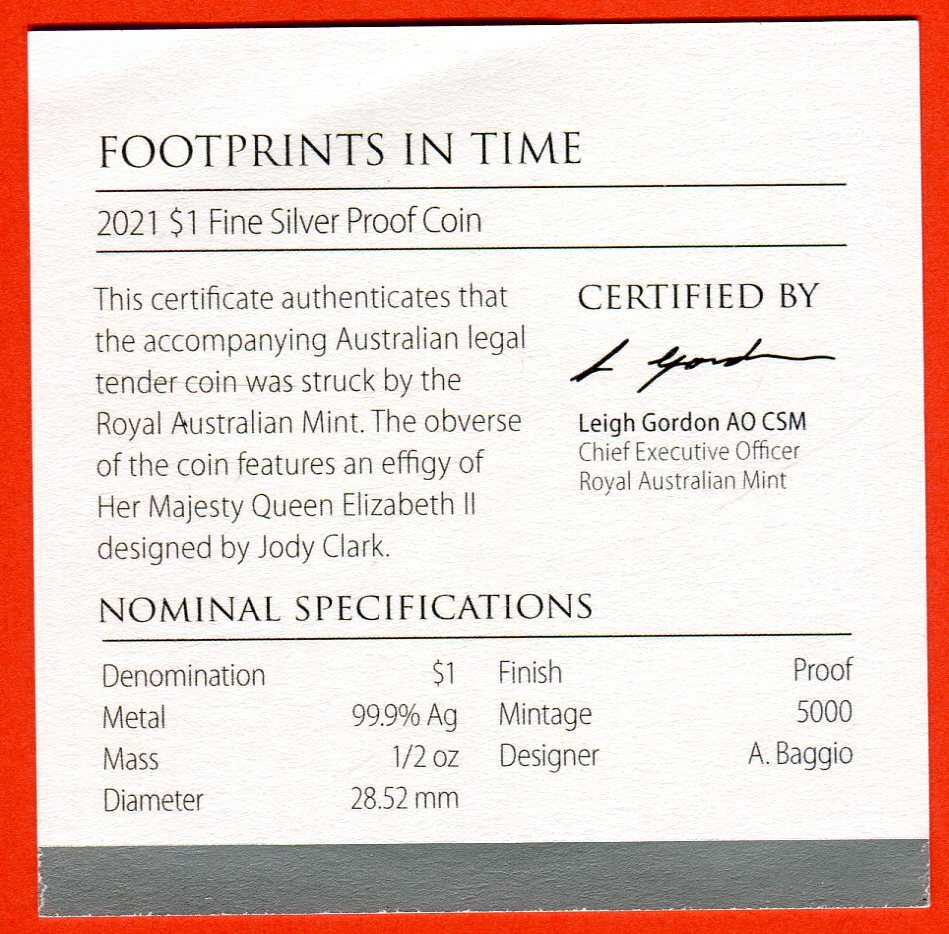 FOOTPRINTS IN TIME
2021 $1 Fine Silver Proof Coin
This certificate authenticates that
the accompanying Australian legal
tender coin was struck by the
Royal Australian Mint. The obverse
of the coin features an effigy of
Her Majesty Queen Elizabeth II
designed by Jody Clark.
CERTIFIED BY
L Gordon
Leigh Gordon AO CSM
Chief Executive Officer
Royal Australian Mint
NOMINAL SPECIFICATIONS
Denomination $1 Finish Proof
Metal 99.9% Ag Mintage 5000
Mass 1/2 oz Designer A. Baggio
Diameter 28.52 mm